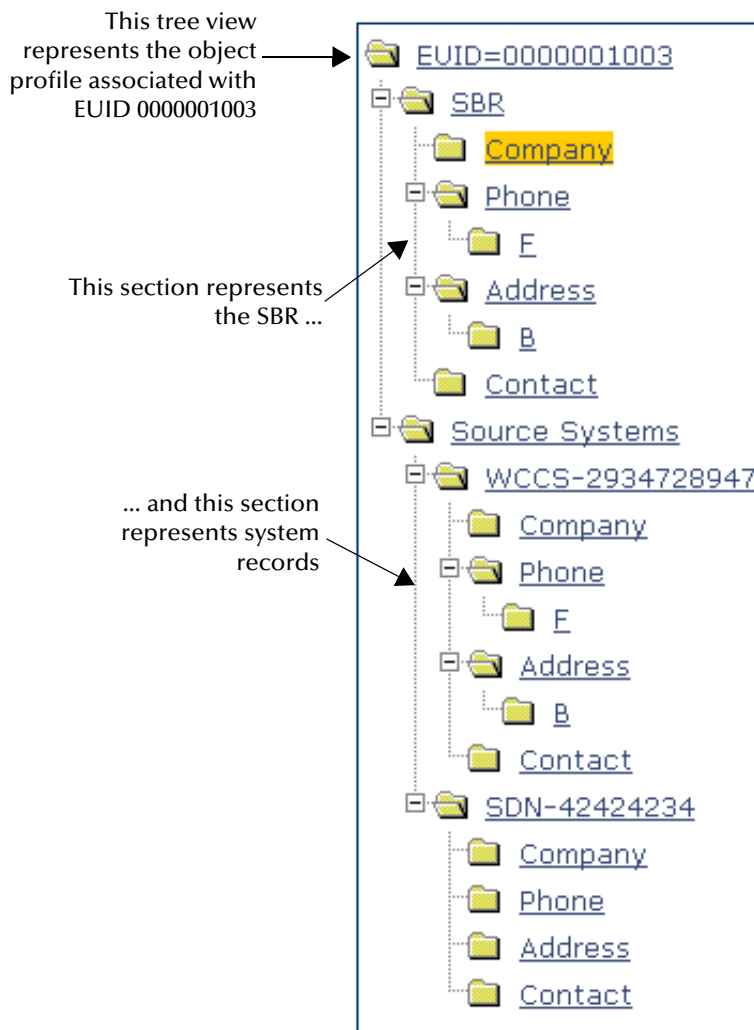 This tree view
represents the object
profile associated with
EUID 0000001003
EUID=0000001003
SBR
Company
Phone
F
This section represents
the SBR ...
Address
B
Contact
Source Systems
WCCS-2934728947
... and this section
represents system
records
Company
Phone
F
Address
B
Contact
SDN-42424234
Company
Phone
Address
Contact